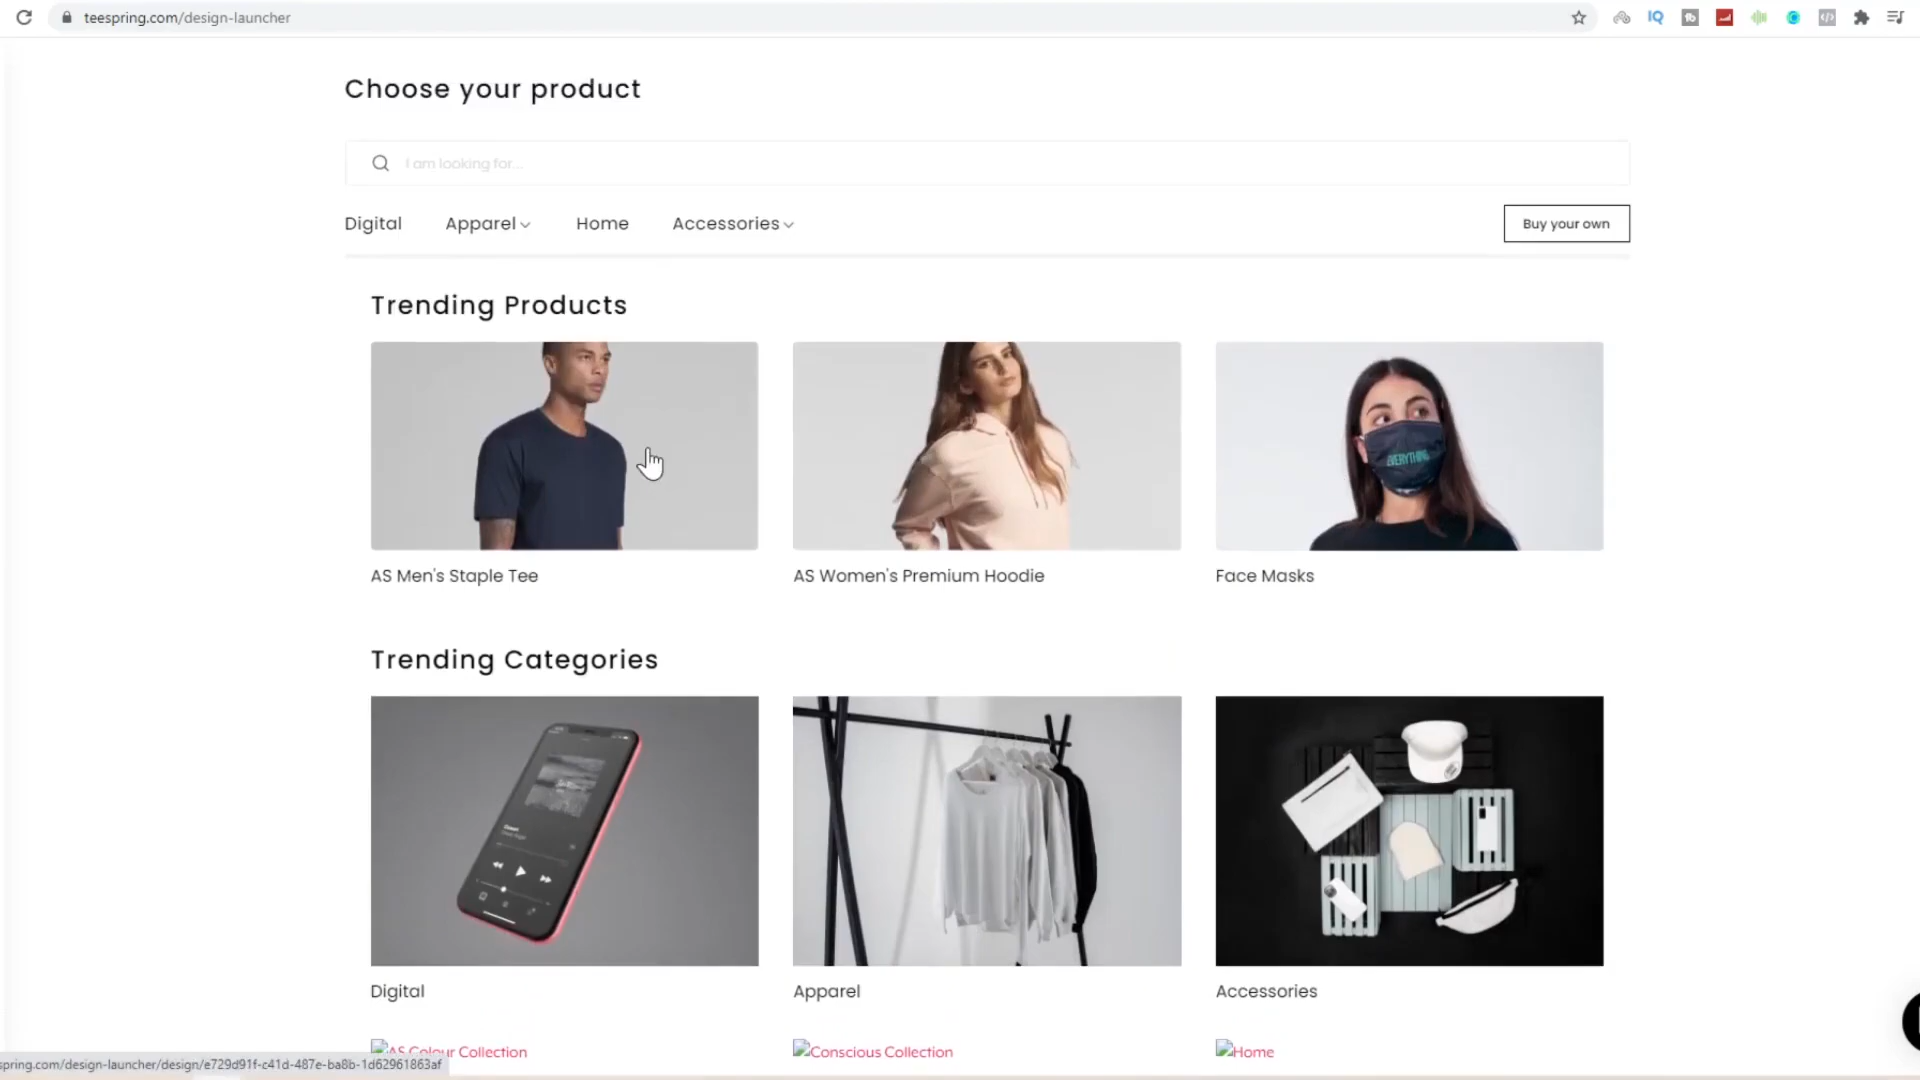 teespring.com/design-launcher
IQ
Choose your product
I am looking for...
Digital
Apparel
Home
Accessories
Buy your own
Trending Products
EVERYTHING
AS Men's Staple Tee
AS Women's Premium Hoodie
Face Masks
Trending Categories
Digital
Apparel
Accessories
AS Colour Collection
Conscious Collection
Home
spring.com/design-launcher/design/e729d91f-c41d-487e-ba8b-1d62961863af